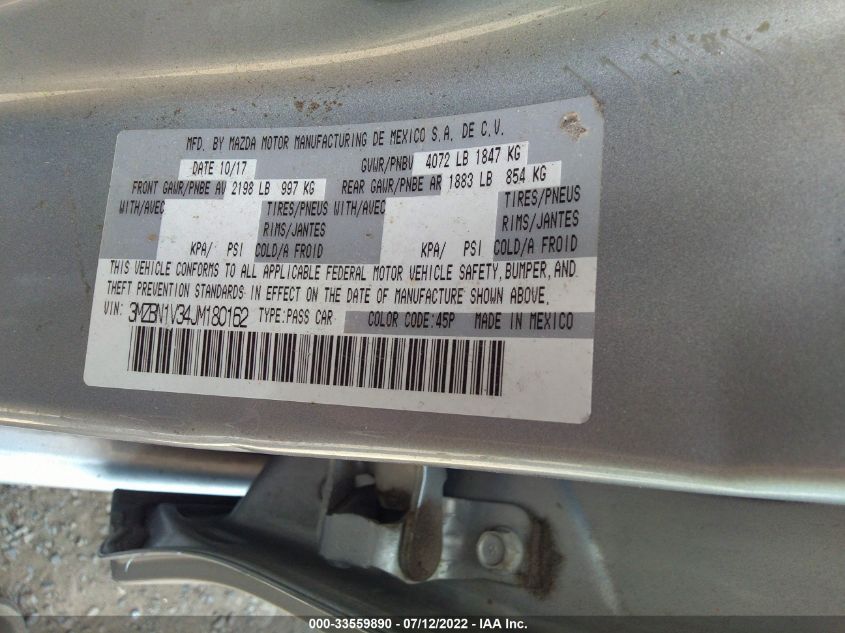 MFD. BY MAZDA MOTOR MANUFACTURING DE MEXICO S.A. DE C.V.
DATE 10/17 GVWR/PNBV 4072 LB 1847 KG
FRONT GAWR/PNBE AV 2198 LB 997 KG REAR GAWR/PNBE AR 1883 LB 854 KG
WITH/AVEC TIRES/PNEUS WITH/AVEC TIRES/PNEUS
RIMS/JANTES RIMS/JANTES
KPA/ PSI COLD/A FROID KPA/ PSI COLD/A FROID
THIS VEHICLE CONFORMS TO ALL APPLICABLE FEDERAL MOTOR VEHICLE SAFETY, BUMPER, AND
THEFT PREVENTION STANDARDS IN EFFECT ON THE DATE OF MANUFACTURE SHOWN ABOVE.
VIN: 3MZBN1V34JM180162 TYPE:PASS CAR COLOR CODE:45P MADE IN MEXICO
000-33559890 - 07/12/2022 - IAA Inc.